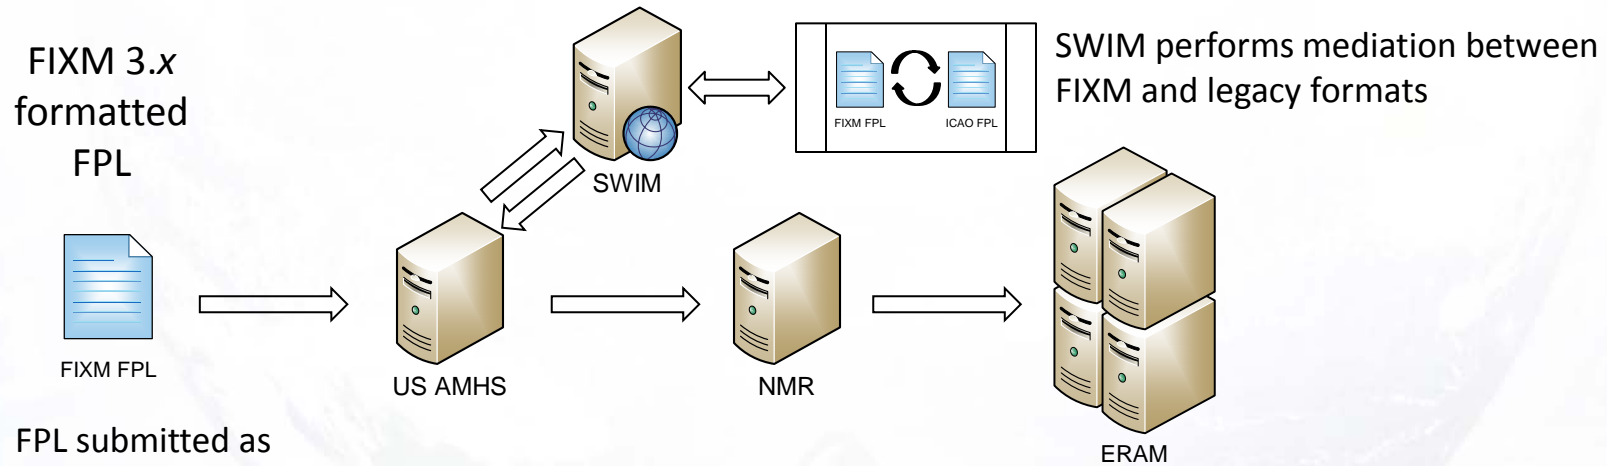 FIXM 3.x
formatted
FPL
SWIM performs mediation between
FIXM and legacy formats
FIXM FPL
ICAO FPL
SWIM
FIXM FPL
US AMHS
NMR
ERAM
FPL submitted as